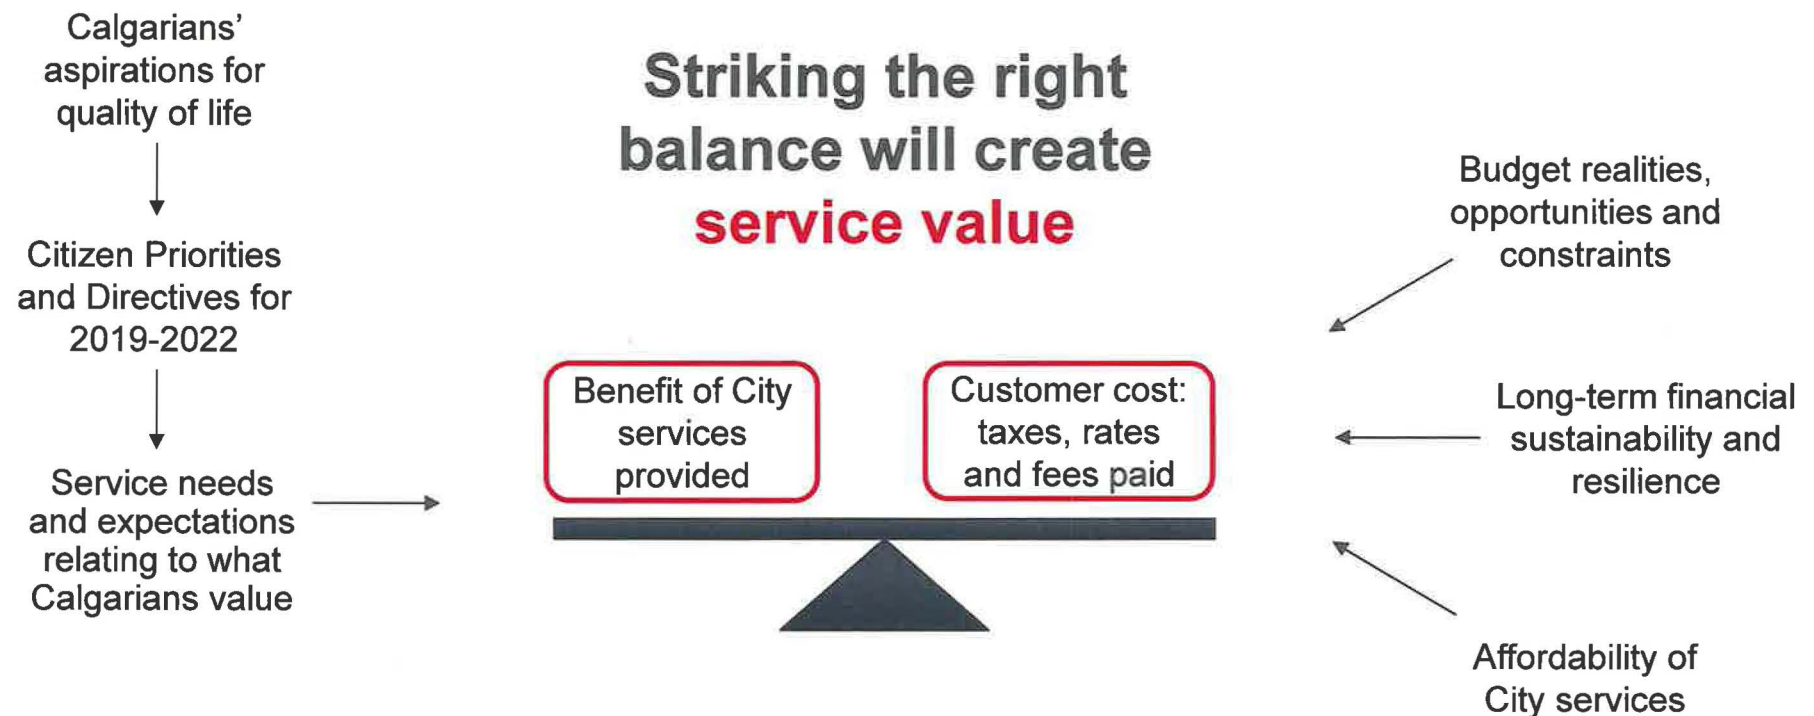 Calgarians’
aspirations for
quality of life
Citizen Priorities
and Directives for
2019-2022
Service needs
and expectations
relating to what
Calgarians value
Striking the right
balance will create
service value
Benefit of City
services
provided
Customer cost:
taxes, rates
and fees paid
Budget realities,
opportunities and
constraints
Long-term financial
sustainability and
resilience
Affordability of
City services